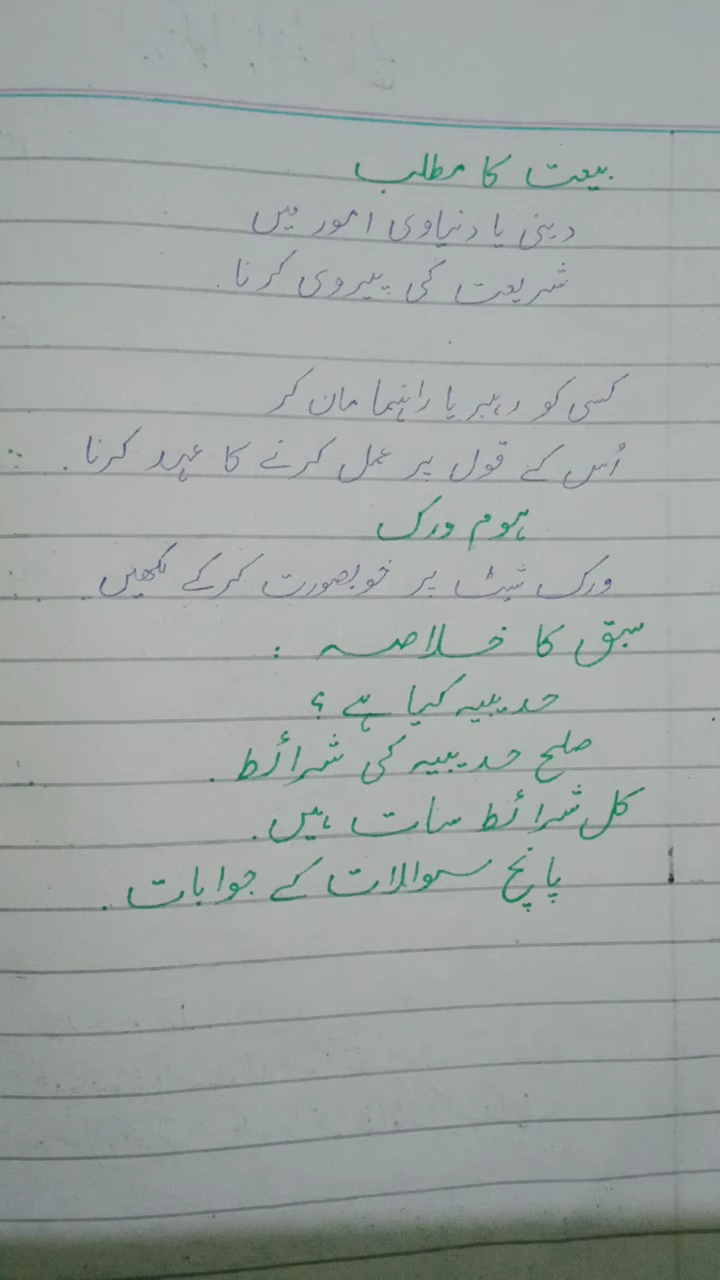 بیعت کا مطلب
دینی یا دنیاوی امور میں
شریعت کی پیروی کرنا.
کسی کو رہبر یا راہنما مان کر
اُس کے قول پر عمل کرنے کا عہد کرنا.
ہوم ورک
ورک شیٹ پر خوبصورت کرکے لکھیں.
سبق کا خلاصہ :
حدیبیہ کیا ہے ؟
صلح حدیبیہ کی شرائط.
کل شرائط سات ہیں.
پانچ سوالات کے جوابات.